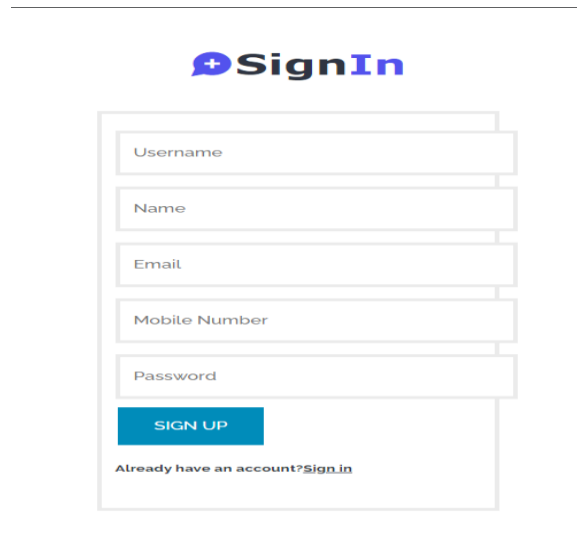 SignIn
Username
Name
Email
Mobile Number
Password
SIGN UP
Already have an account?Sign in